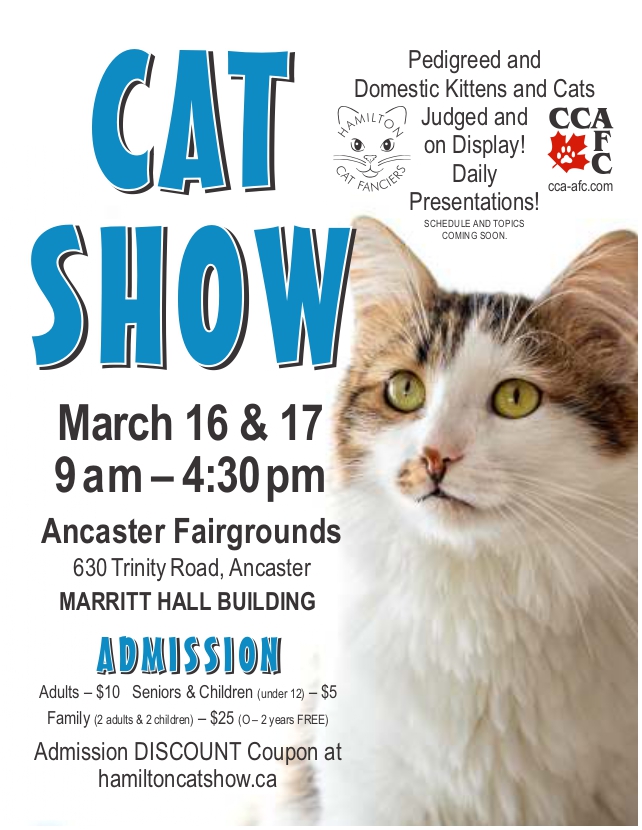 CAT
SHOW
Pedigreed and
Domestic Kittens and Cats
Judged and
on Display!
Daily
Presentations!
SCHEDULE AND TOPICS
COMING SOON.
HAMILTON
CAT FANCIERS
CCA
F
C
cca-afc.com
March 16 & 17
9 am – 4:30 pm
Ancaster Fairgrounds
630 Trinity Road, Ancaster
MARRITT HALL BUILDING
ADMISSION
Adults – $10 Seniors & Children (under 12) – $5
Family (2 adults & 2 children) – $25 (O – 2 years FREE)
Admission DISCOUNT Coupon at
hamiltoncatshow.ca